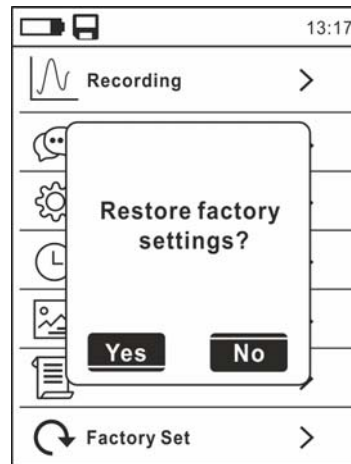 13:17
Recording
Restore factory
settings?
Yes
No
Factory Set